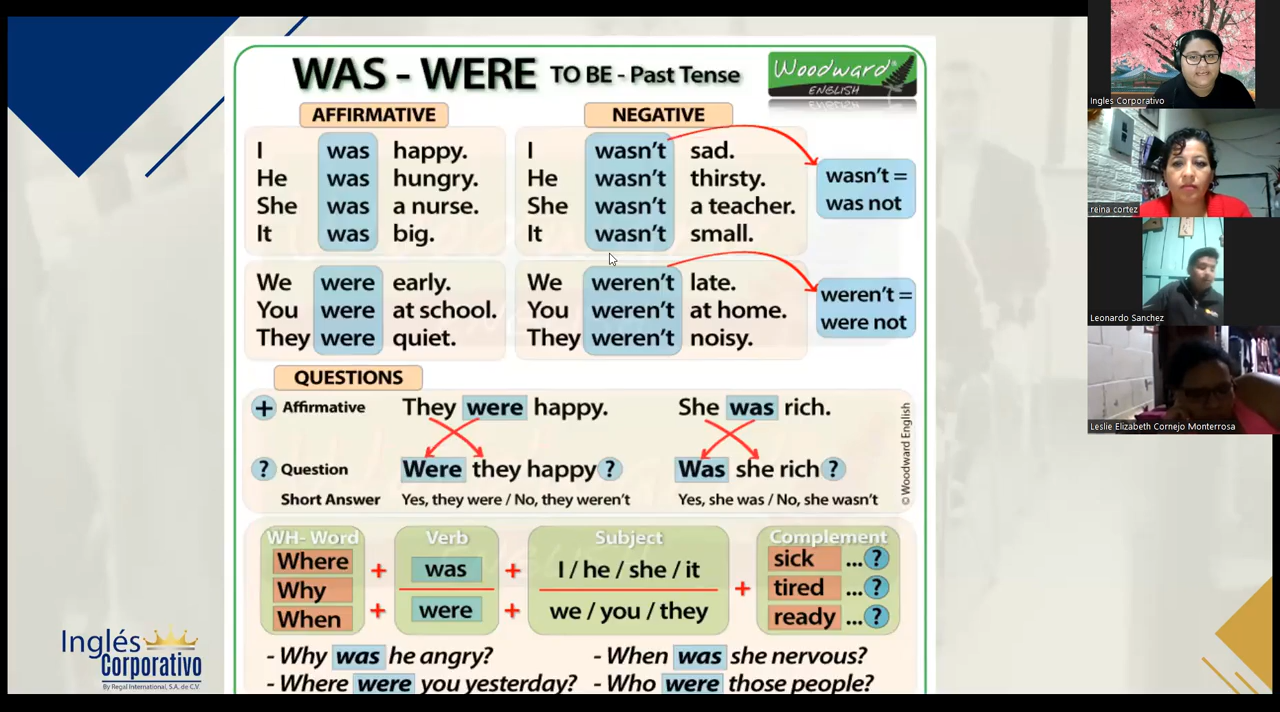 WAS - WERE TO BE - Past Tense
Woodward®
ENGLISH
AFFIRMATIVE
I was happy.
He was hungry.
She was a nurse.
It was big.
We were early.
You were at school.
They were quiet.
NEGATIVE
I wasn't sad.
He wasn't thirsty.
She wasn't a teacher.
It wasn't small.
wasn't =
was not
We weren't late.
You weren't at home.
They weren't noisy.
weren't =
were not
QUESTIONS
+ Affirmative They were happy. She was rich.
? Question Were they happy? Was she rich?
Short Answer Yes, they were / No, they weren't Yes, she was / No, she wasn't
© Woodward English
WH- Word Verb Subject Complement
Where + was + I / he / she / it sick ...?
Why + tired ...?
When + were + we / you / they ready ...?
- Why was he angry? - When was she nervous?
- Where were you yesterday? - Who were those people?
Inglés
Corporativo
By Regal International, S.A. de C.V.
Ingles Corporativo
reina cortez
Leonardo Sanchez
Leslie Elizabeth Cornejo Monterrosa